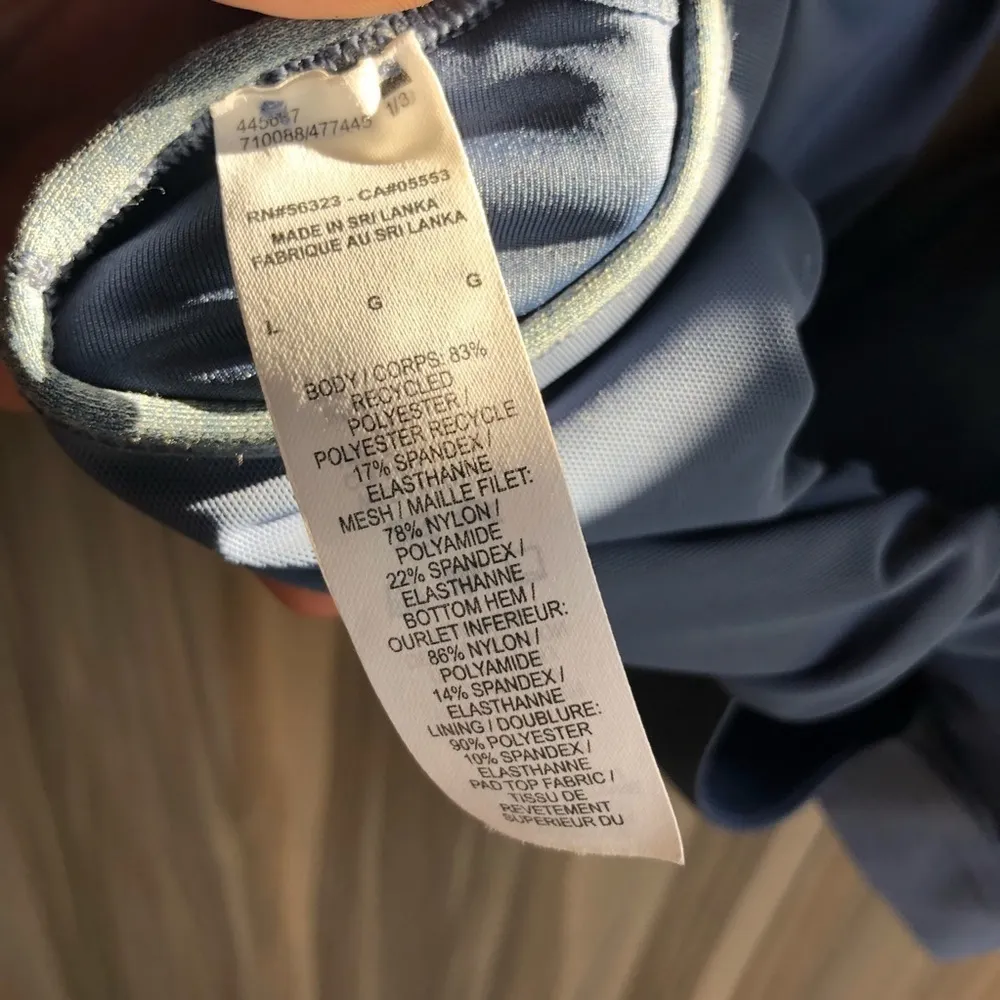 710088/477445
1/3
RN#56323 - CA#05553
MADE IN SRI LANKA
FABRIQUE AU SRI LANKA
L G G
BODY / CORPS: 83%
RECYCLED
POLYESTER /
POLYESTER RECYCLE
17% SPANDEX /
ELASTHANNE
MESH / MAILLE FILET:
78% NYLON /
POLYAMIDE
22% SPANDEX /
ELASTHANNE
BOTTOM HEM /
OURLET INFERIEUR:
86% NYLON /
POLYAMIDE
14% SPANDEX /
ELASTHANNE
LINING / DOUBLURE:
90% POLYESTER
10% SPANDEX /
ELASTHANNE
PAD TOP FABRIC /
TISSU DE
REVETEMENT
SUPERIEUR DU